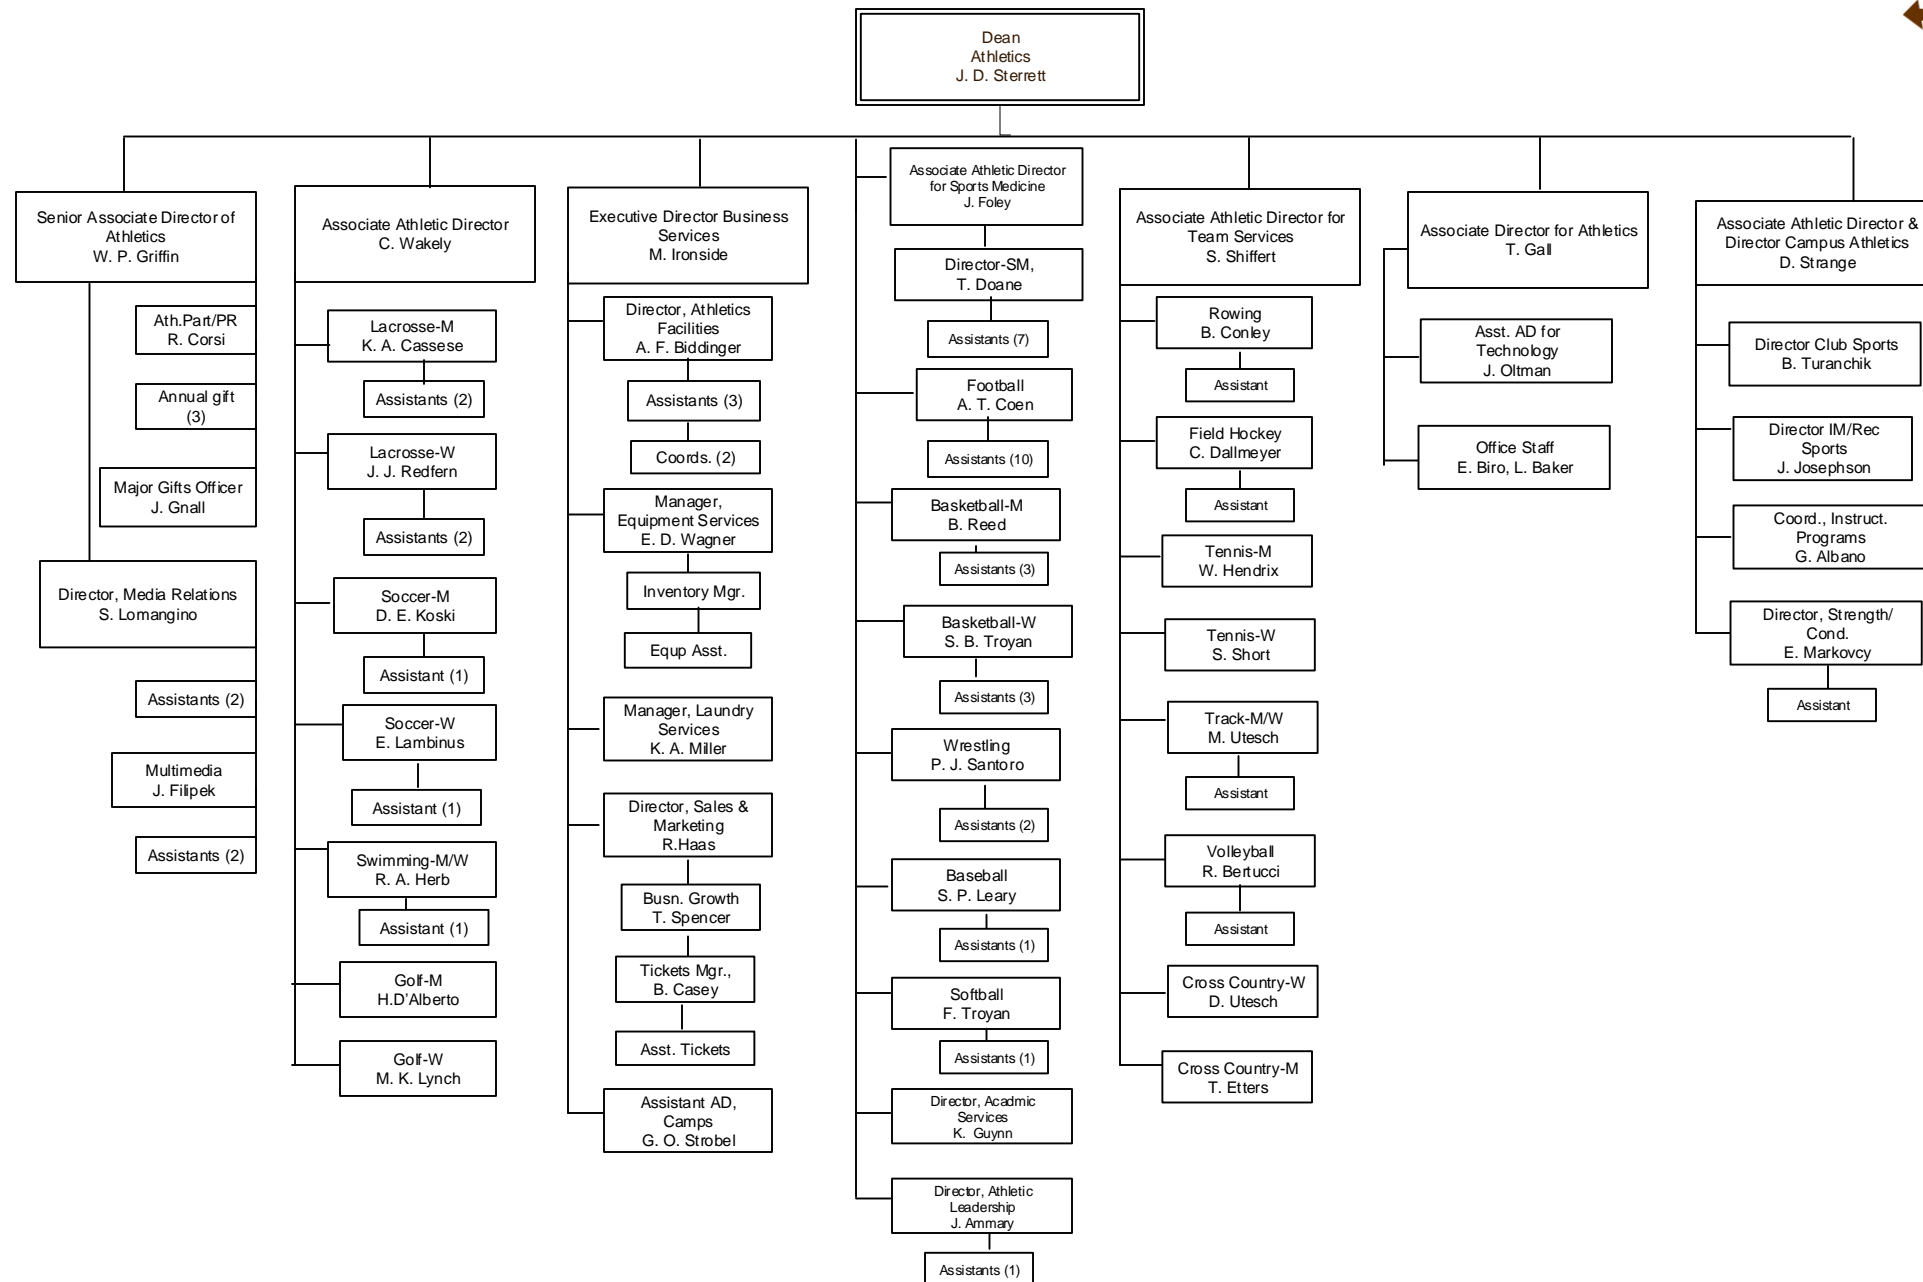 Dean
Athletics
J. D. Sterrett
Senior Associate Director of
Athletics
W. P. Griffin
Ath.Part/PR
R. Corsi
Annual gift
(3)
Major Gifts Officer
J. Gnall
Director, Media Relations
S. Lomangino
Assistants (2)
Multimedia
J. Filipek
Assistants (2)
Associate Athletic Director
C. Wakely
Lacrosse-M
K. A. Cassese
Assistants (2)
Lacrosse-W
J. J. Redfern
Assistants (2)
Soccer-M
D. E. Koski
Assistant (1)
Soccer-W
E. Lambinus
Assistant (1)
Swimming-M/W
R. A. Herb
Assistant (1)
Golf-M
H.D'Alberto
Golf-W
M. K. Lynch
Executive Director Business
Services
M. Ironside
Director, Athletics
Facilities
A. F. Biddinger
Assistants (3)
Coords. (2)
Manager,
Equipment Services
E. D. Wagner
Inventory Mgr.
Equp Asst.
Manager, Laundry
Services
K. A. Miller
Director, Sales &
Marketing
R.Haas
Busn. Growth
T. Spencer
Tickets Mgr.,
B. Casey
Asst. Tickets
Assistant AD,
Camps
G. O. Strobel
Associate Athletic Director
for Sports Medicine
J. Foley
Director-SM,
T. Doane
Assistants (7)
Football
A. T. Coen
Assistants (10)
Basketball-M
B. Reed
Assistants (3)
Basketball-W
S. B. Troyan
Assistants (3)
Wrestling
P. J. Santoro
Assistants (2)
Baseball
S. P. Leary
Assistants (1)
Softball
F. Troyan
Assistants (1)
Director, Acadmic
Services
K. Guynn
Director, Athletic
Leadership
J. Ammary
Assistants (1)
Associate Athletic Director for
Team Services
S. Shiffert
Rowing
B. Conley
Assistant
Field Hockey
C. Dallmeyer
Assistant
Tennis-M
W. Hendrix
Tennis-W
S. Short
Track-M/W
M. Utesch
Assistant
Volleyball
R. Bertucci
Assistant
Cross Country-W
D. Utesch
Cross Country-M
T. Etters
Associate Director for Athletics
T. Gall
Asst. AD for
Technology
J. Oltman
Office Staff
E. Biro, L. Baker
Associate Athletic Director &
Director Campus Athletics
D. Strange
Director Club Sports
B. Turanchik
Director IM/Rec
Sports
J. Josephson
Coord., Instruct.
Programs
G. Albano
Director, Strength/
Cond.
E. Markovcy
Assistant